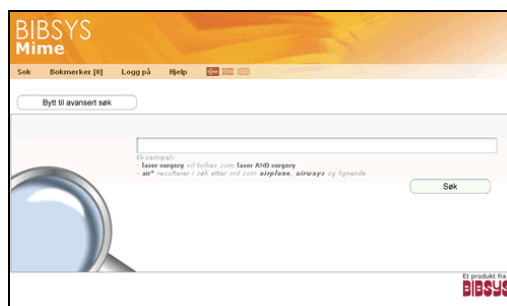 BIBSYS
Mime
Søk Bokmerker [0] Logg på Hjelp
Bytt til avansert søk
Eksempel:
- laser surgery vil tolkes som laser AND surgery
- air* resulterer i søk etter ord som airplane, airways og lignende
Søk
Et produkt fra
BIBSYS